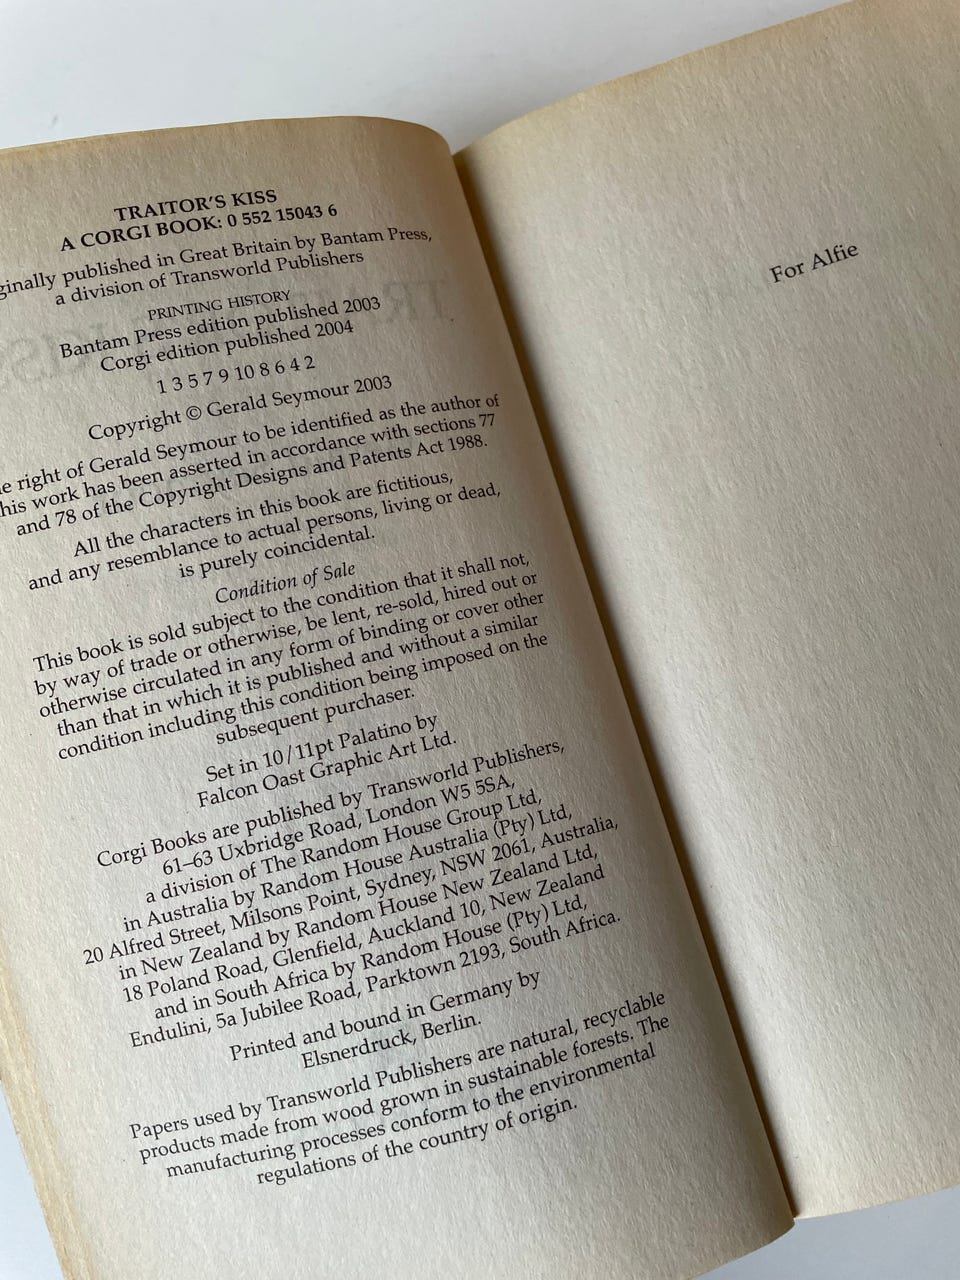 TRAITOR'S KISS
A CORGI BOOK: 0 552 15043 6
ginally published in Great Britain by Bantam Press,
a division of Transworld Publishers
PRINTING HISTORY
Bantam Press edition published 2003
Corgi edition published 2004
1 3 5 7 9 10 8 6 4 2
Copyright © Gerald Seymour 2003
e right of Gerald Seymour to be identified as the author of
his work has been asserted in accordance with sections 77
and 78 of the Copyright Designs and Patents Act 1988.
All the characters in this book are fictitious,
and any resemblance to actual persons, living or dead,
is purely coincidental.
Condition of Sale
This book is sold subject to the condition that it shall not,
by way of trade or otherwise, be lent, re-sold, hired out or
otherwise circulated in any form of binding or cover other
than that in which it is published and without a similar
condition including this condition being imposed on the
subsequent purchaser.
Set in 10/11pt Palatino by
Falcon Oast Graphic Art Ltd.
Corgi Books are published by Transworld Publishers,
61–63 Uxbridge Road, London W5 5SA,
a division of The Random House Group Ltd,
in Australia by Random House Australia (Pty) Ltd,
20 Alfred Street, Milsons Point, Sydney, NSW 2061, Australia,
in New Zealand by Random House New Zealand Ltd,
18 Poland Road, Glenfield, Auckland 10, New Zealand
and in South Africa by Random House (Pty) Ltd,
Endulini, 5a Jubilee Road, Parktown 2193, South Africa.
Printed and bound in Germany by
Elsnerdruck, Berlin.
Papers used by Transworld Publishers are natural, recyclable
products made from wood grown in sustainable forests. The
manufacturing processes conform to the environmental
regulations of the country of origin.
For Alfie